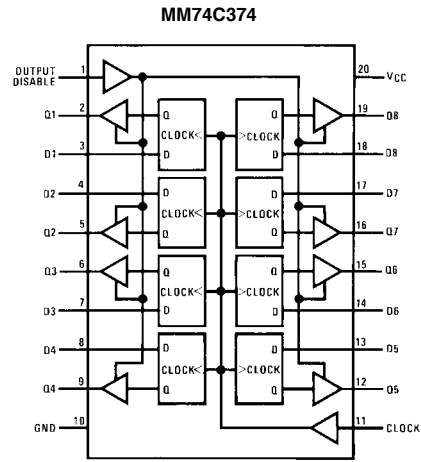 MM74C374
OUTPUT DISABLE 1 20 VCC
Q1 2 Q Q 19 Q8
CLOCK< >CLOCK
D1 3 D D 18 D8
D2 4 D D 17 D7
CLOCK< >CLOCK
Q2 5 Q Q 16 Q7
Q3 6 Q Q 15 Q6
CLOCK< >CLOCK
D3 7 D D 14 D6
D4 8 D D 13 D5
CLOCK< >CLOCK
Q4 9 Q Q 12 Q5
GND 10 11 CLOCK